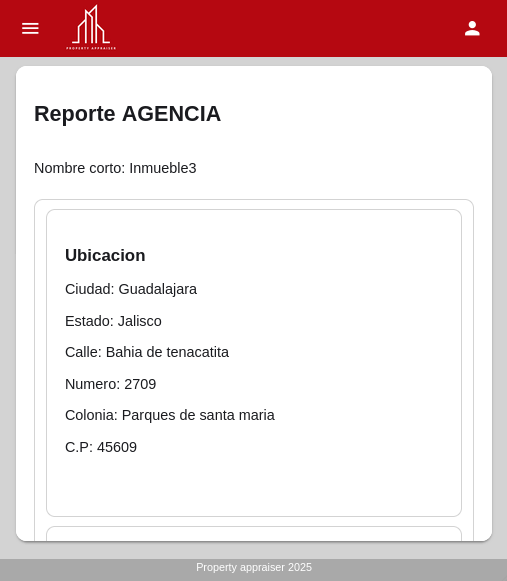 PROPERTY APPRAISER
Reporte AGENCIA
Nombre corto: Inmueble3
Ubicacion
Ciudad: Guadalajara
Estado: Jalisco
Calle: Bahia de tenacatita
Numero: 2709
Colonia: Parques de santa maria
C.P: 45609
Property appraiser 2025